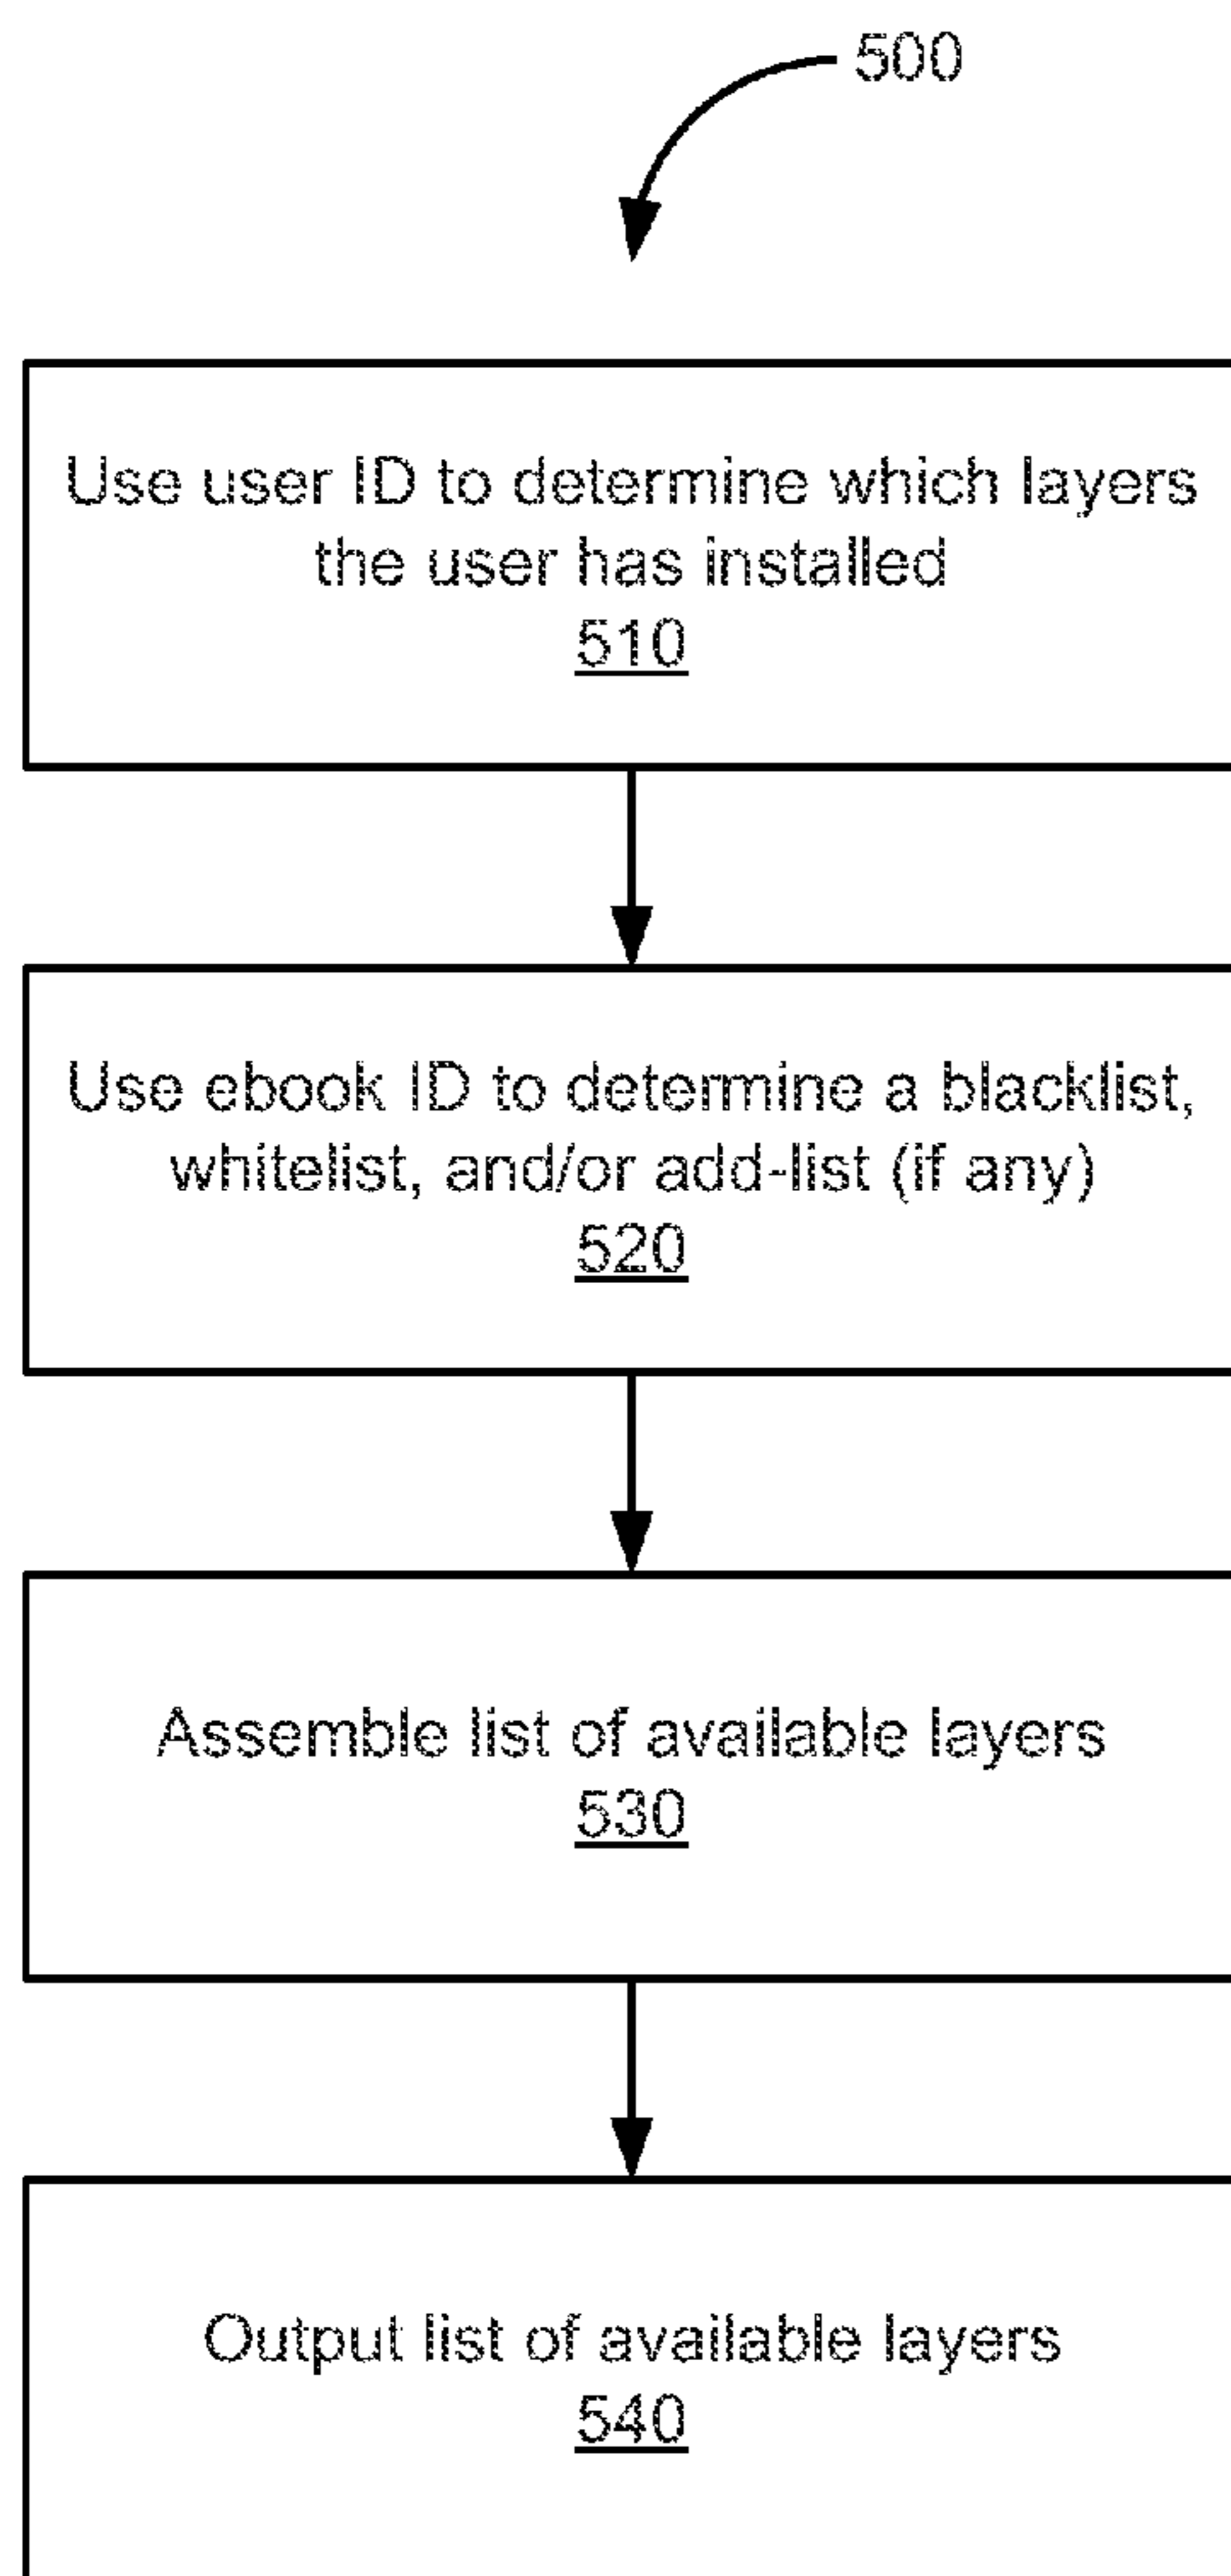 500
Use user ID to determine which layers
the user has installed
510
Use ebook ID to determine a blacklist,
whitelist, and/or add-list (if any)
520
Assemble list of available layers
530
Output list of available layers
540